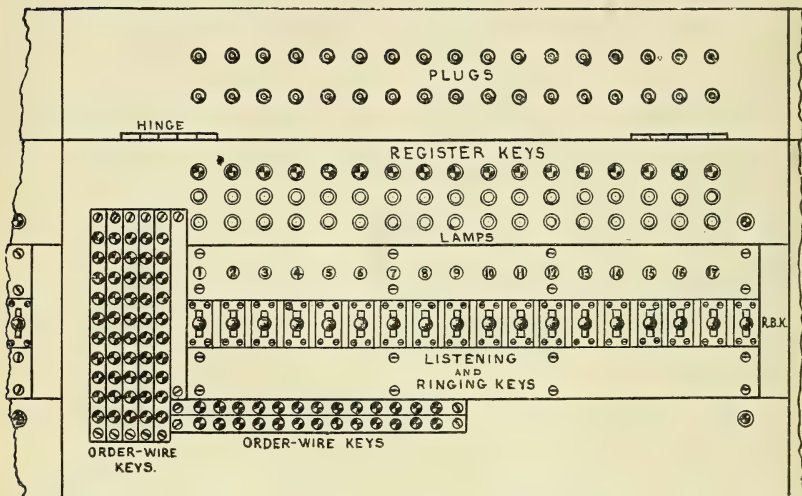 PLUGS
HINGE
REGISTER KEYS
LAMPS
1 2 3 4 5 6 7 8 9 10 11 12 13 14 15 16 17
R.B.K.
LISTENING
AND
RINGING KEYS
ORDER-WIRE
KEYS.
ORDER-WIRE KEYS